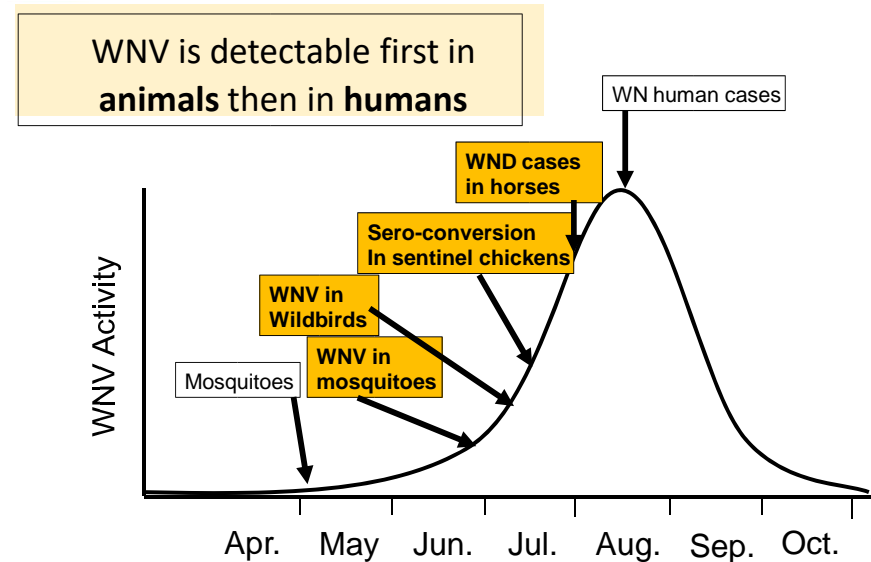 WNV is detectable first in
animals then in humans
WN human cases
WND cases
in horses
Sero-conversion
In sentinel chickens
WNV in
Wildbirds
WNV in
mosquitoes
Mosquitoes
WNV Activity
Apr. May Jun. Jul. Aug. Sep. Oct.